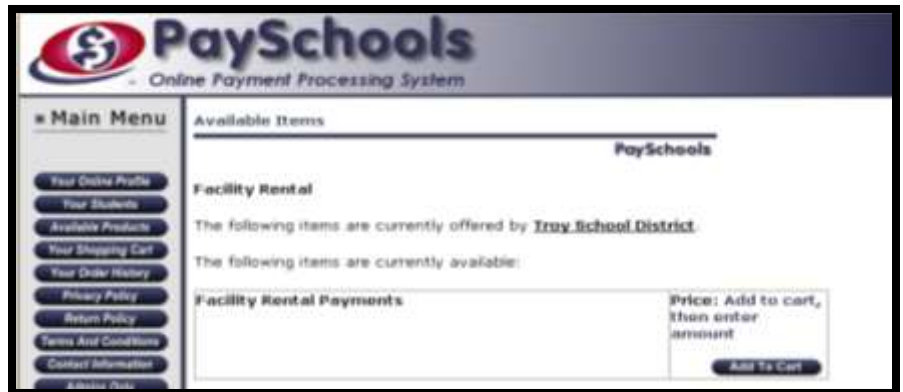 PaySchools
Online Payment Processing System
Main Menu
Your Online Profile
Your Students
Available Products
Your Shopping Cart
Your Order History
Privacy Policy
Return Policy
Terms And Conditions
Contact Information
Admins Only
Available Items
PaySchools
Facility Rental
The following items are currently offered by Troy School District.
The following items are currently available:
Facility Rental Payments
Price: Add to cart,
then enter
amount
Add To Cart